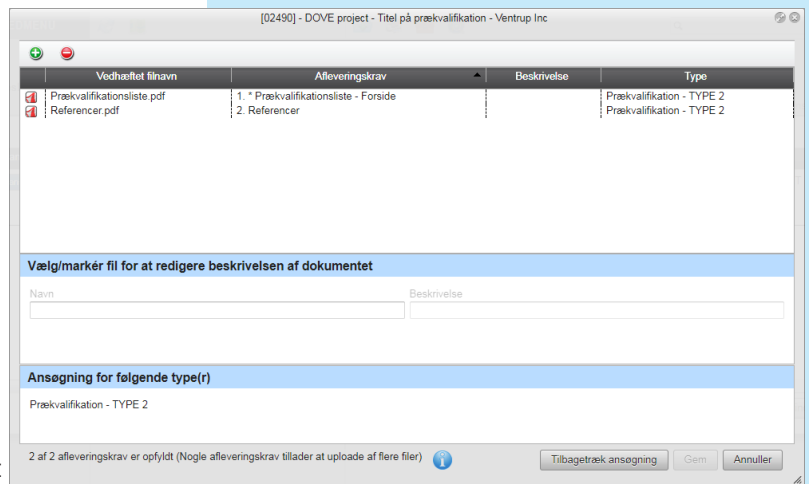 [02490] - DOVE project - Titel på prækvalifikation - Ventrup Inc
Vedhæftet filnavn Afleveringskrav Beskrivelse Type
Prækvalifikationsliste.pdf 1. * Prækvalifikationsliste - Forside Prækvalifikation - TYPE 2
Referencer.pdf 2. Referencer Prækvalifikation - TYPE 2
Vælg/markér fil for at redigere beskrivelsen af dokumentet
Navn Beskrivelse
Ansøgning for følgende type(r)
Prækvalifikation - TYPE 2
2 af 2 afleveringskrav er opfyldt (Nogle afleveringskrav tillader at uploade af flere filer) Tilbagetræk ansøgning Gem Annuller